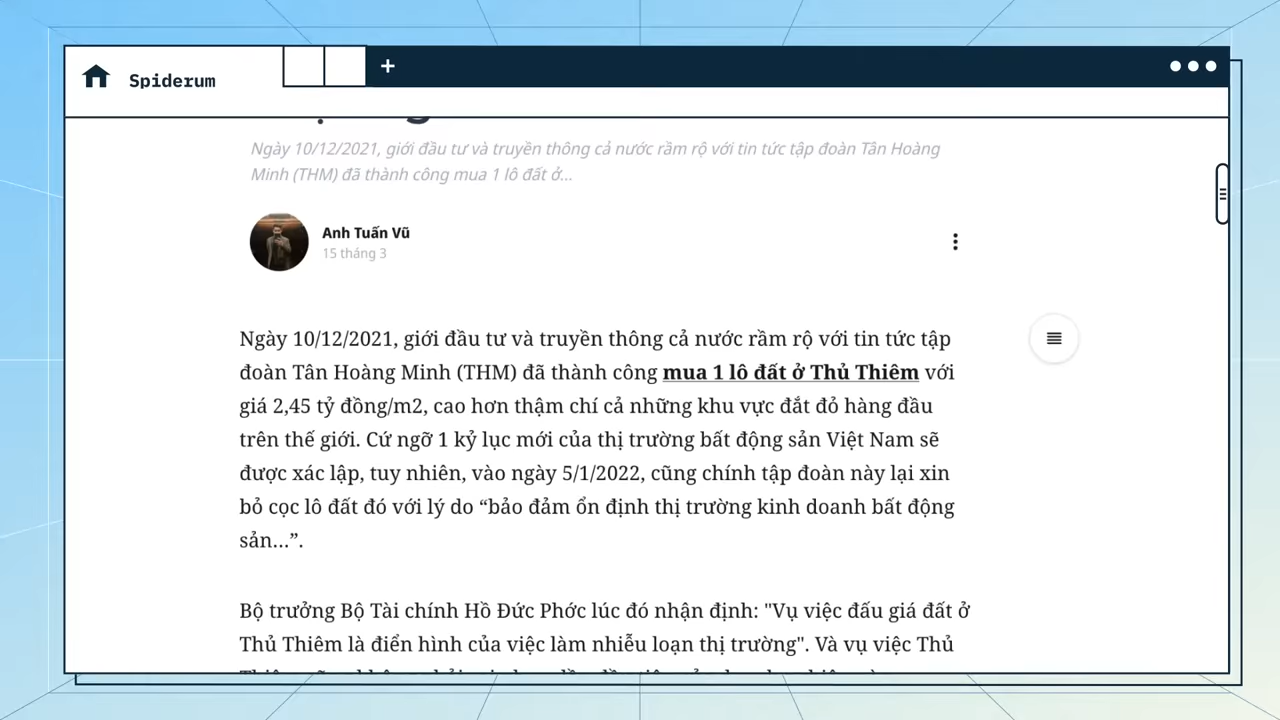 Spiderum
Ngày 10/12/2021, giới đầu tư và truyền thông cả nước rầm rộ với tin tức tập đoàn Tân Hoàng
Minh (THM) đã thành công mua 1 lô đất ở...
Anh Tuấn Vũ
15 tháng 3
Ngày 10/12/2021, giới đầu tư và truyền thông cả nước rầm rộ với tin tức tập
đoàn Tân Hoàng Minh (THM) đã thành công mua 1 lô đất ở Thủ Thiêm với
giá 2,45 tỷ đồng/m2, cao hơn thậm chí cả những khu vực đắt đỏ hàng đầu
trên thế giới. Cứ ngỡ 1 kỷ lục mới của thị trường bất động sản Việt Nam sẽ
được xác lập, tuy nhiên, vào ngày 5/1/2022, cũng chính tập đoàn này lại xin
bỏ cọc lô đất đó với lý do “bảo đảm ổn định thị trường kinh doanh bất động
sản...”.
Bộ trưởng Bộ Tài chính Hồ Đức Phớc lúc đó nhận định: "Vụ việc đấu giá đất ở
Thủ Thiêm là điển hình của việc làm nhiễu loạn thị trường". Và vụ việc Thủ